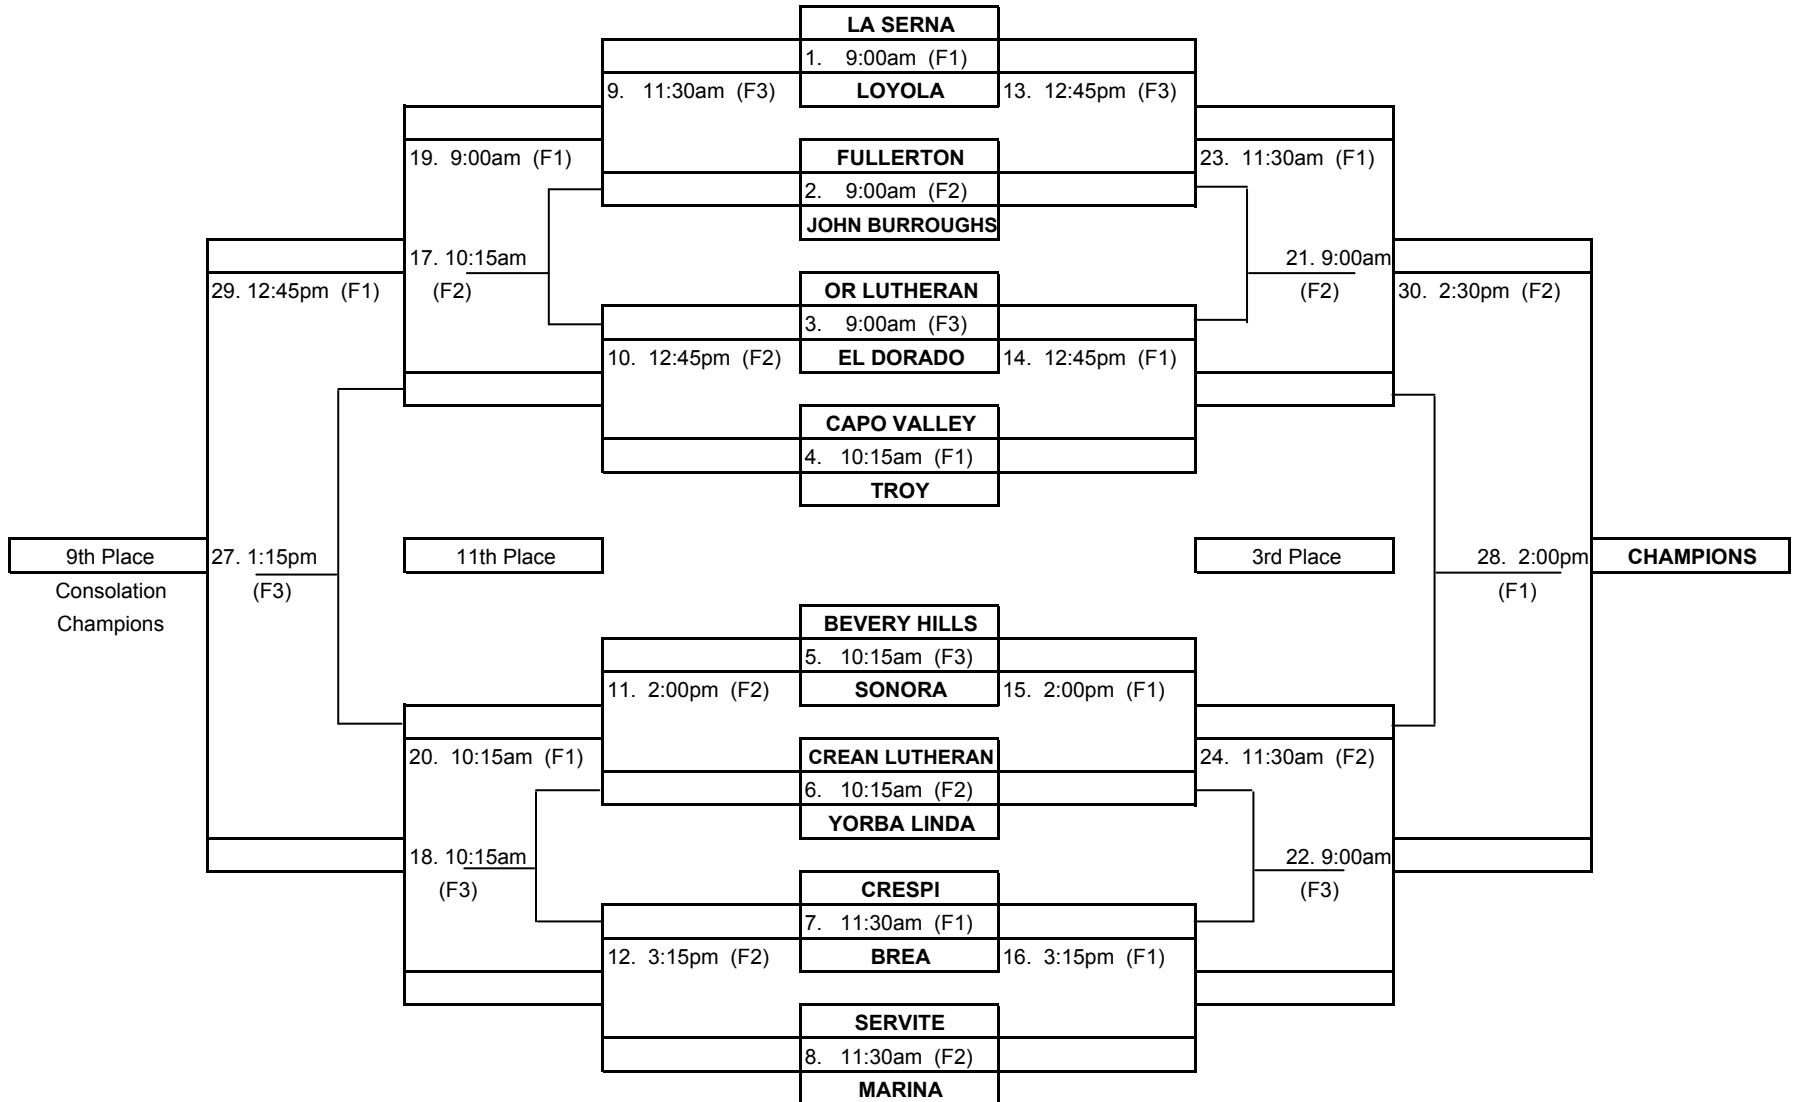 LA SERNA
1. 9:00am (F1)
9. 11:30am (F3) LOYOLA 13. 12:45pm (F3)
19. 9:00am (F1) FULLERTON 23. 11:30am (F1)
2. 9:00am (F2)
JOHN BURROUGHS
17. 10:15am 21. 9:00am
29. 12:45pm (F1) (F2) OR LUTHERAN (F2) 30. 2:30pm (F2)
3. 9:00am (F3)
10. 12:45pm (F2) EL DORADO 14. 12:45pm (F1)
CAPO VALLEY
4. 10:15am (F1)
TROY
9th Place 27. 1:15pm 11th Place 3rd Place 28. 2:00pm CHAMPIONS
Consolation (F3) (F1)
Champions BEVERY HILLS
5. 10:15am (F3)
11. 2:00pm (F2) SONORA 15. 2:00pm (F1)
20. 10:15am (F1) CREAN LUTHERAN 24. 11:30am (F2)
6. 10:15am (F2)
YORBA LINDA
18. 10:15am 22. 9:00am
(F3) CRESPI (F3)
7. 11:30am (F1)
12. 3:15pm (F2) BREA 16. 3:15pm (F1)
SERVITE
8. 11:30am (F2)
MARINA